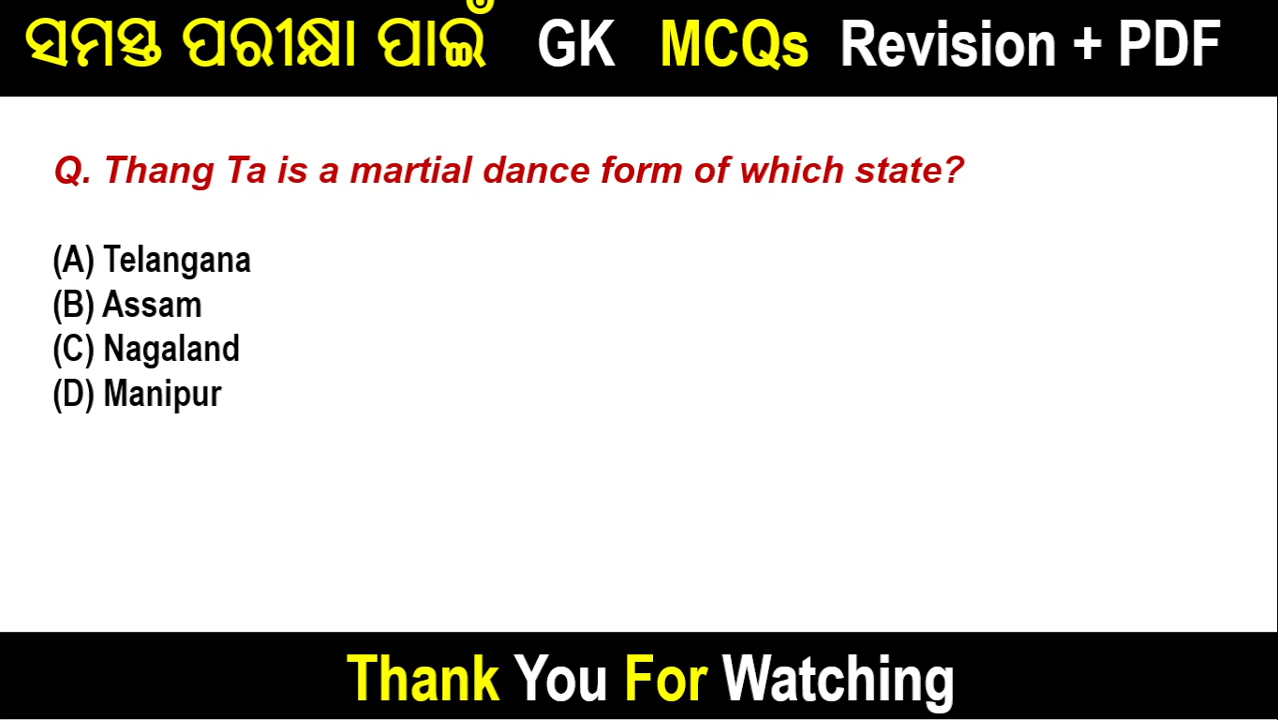 ସମସ୍ତ ପରୀକ୍ଷା ପାଇଁ GK MCQs Revision + PDF
Q. Thang Ta is a martial dance form of which state?
(A) Telangana
(B) Assam
(C) Nagaland
(D) Manipur
Thank You For Watching